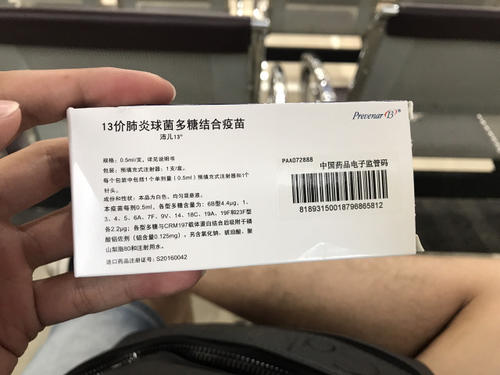 13价肺炎球菌多糖结合疫苗
沛儿13®
Prevenar 13®
规格：0.5ml/支，详见说明书
包装：预填充式注射器：1支/盒。
每个包装中包括1个单剂量（0.5ml）预填充式注射器和1个
针头。
成份和性状：本品为白色、均匀混悬液。
本疫苗每剂0.5ml，各型多糖含量为：6B型4.4μg，1、
3、4、5、6A、7F、9V、14、18C、19A、19F和23F型
各2.2μg；各型多糖与CRM197载体蛋白结合后吸附于磷
酸铝佐剂（铝含量0.125mg），另含氯化钠、琥珀酸、聚
山梨酯80和注射用水。
进口药品注册证号：S20160042
PAA072888
中国药品电子监管码
81893150018796865812